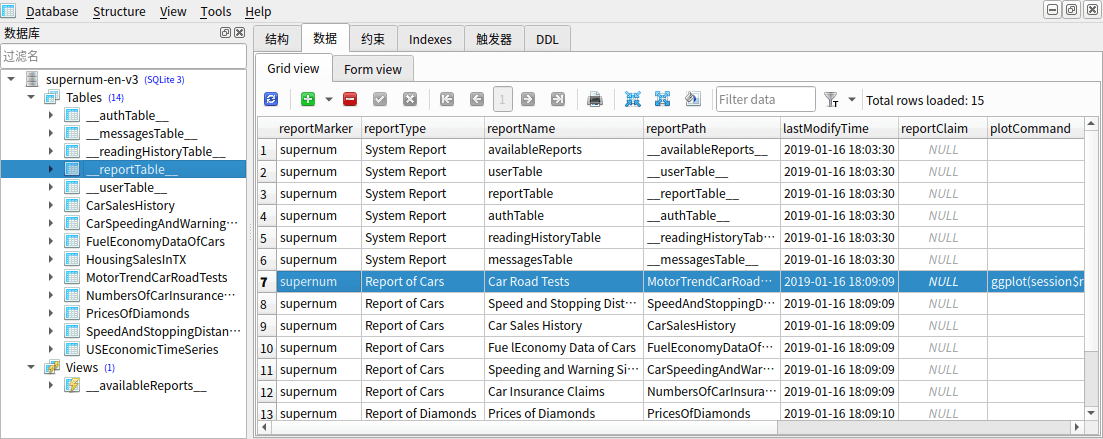 Database Structure View Tools Help
数据库
过滤名
supernum-en-v3 (SQLite 3)
Tables (14)
__authTable__
__messagesTable__
__readingHistoryTable__
__reportTable__
__userTable__
CarSalesHistory
CarSpeedingAndWarning···
FuelEconomyDataOfCars
HousingSalesInTX
MotorTrendCarRoadTests
NumbersOfCarInsurance···
PricesOfDiamonds
SpeedAndStoppingDistan···
USEconomicTimeSeries
Views (1)
__availableReports__
结构 数据 约束 Indexes 触发器 DDL
Grid view Form view
1 Filter data Total rows loaded: 15
reportMarker reportType reportName reportPath lastModifyTime reportClaim plotCommand
1 supernum System Report availableReports __availableReports__ 2019-01-16 18:03:30 NULL
2 supernum System Report userTable __userTable__ 2019-01-16 18:03:30 NULL
3 supernum System Report reportTable __reportTable__ 2019-01-16 18:03:30 NULL
4 supernum System Report authTable __authTable__ 2019-01-16 18:03:30 NULL
5 supernum System Report readingHistoryTable __readingHistoryTab··· 2019-01-16 18:03:30 NULL
6 supernum System Report messagesTable __messagesTable__ 2019-01-16 18:03:30 NULL
7 supernum Report of Cars Car Road Tests MotorTrendCarRoad··· 2019-01-16 18:09:09 NULL ggplot(session$r
8 supernum Report of Cars Speed and Stopping Dist··· SpeedAndStoppingD··· 2019-01-16 18:09:09 NULL
9 supernum Report of Cars Car Sales History CarSalesHistory 2019-01-16 18:09:09 NULL
10 supernum Report of Cars Fue lEconomy Data of Cars FuelEconomyDataOf··· 2019-01-16 18:09:09 NULL
11 supernum Report of Cars Speeding and Warning Si··· CarSpeedingAndWar··· 2019-01-16 18:09:09 NULL
12 supernum Report of Cars Car Insurance Claims NumbersOfCarInsura··· 2019-01-16 18:09:09 NULL
13 supernum Report of Diamonds Prices of Diamonds PricesOfDiamonds 2019-01-16 18:09:10 NULL